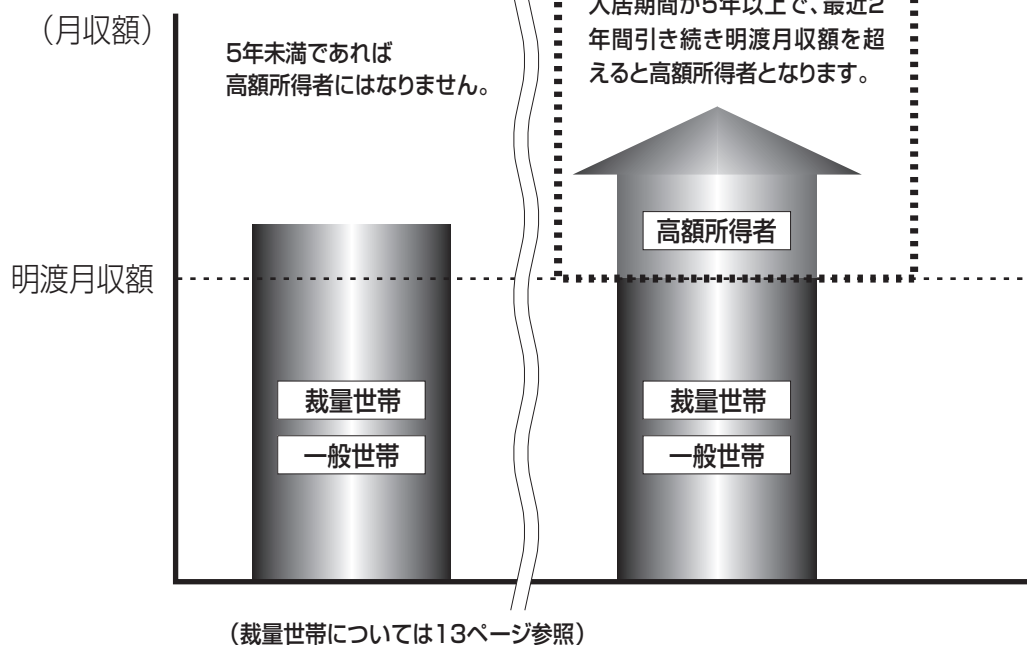 (月収額)
5年未満であれば
高額所得者にはなりません。
入居期間が5年以上で、最近2
年間引き続き明渡月収額を超
えると高額所得者となります。
高額所得者
明渡月収額
裁量世帯
一般世帯
裁量世帯
一般世帯
(裁量世帯については13ページ参照)